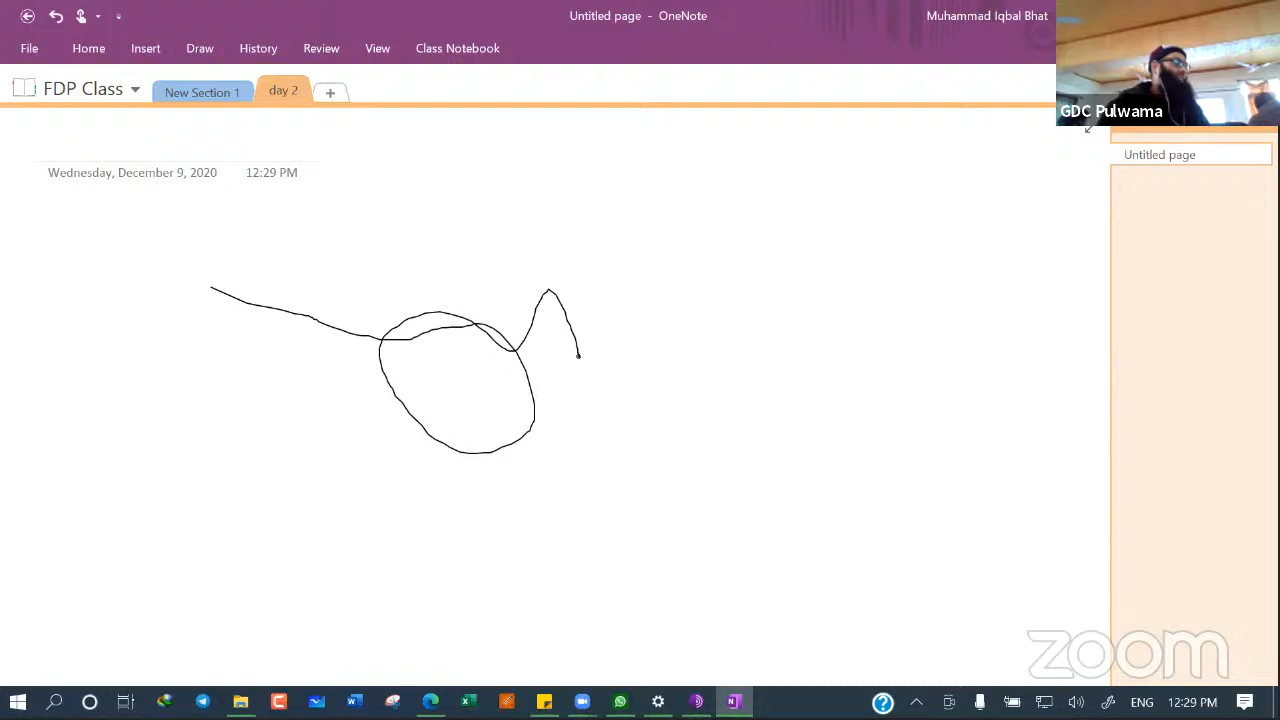 Untitled page - OneNote
Muhammad Iqbal Bhat
File Home Insert Draw History Review View Class Notebook
FDP Class New Section 1 day 2 +
GDC Pulwama
Untitled page
Wednesday, December 9, 2020 12:29 PM
zoom
ENG 12:29 PM